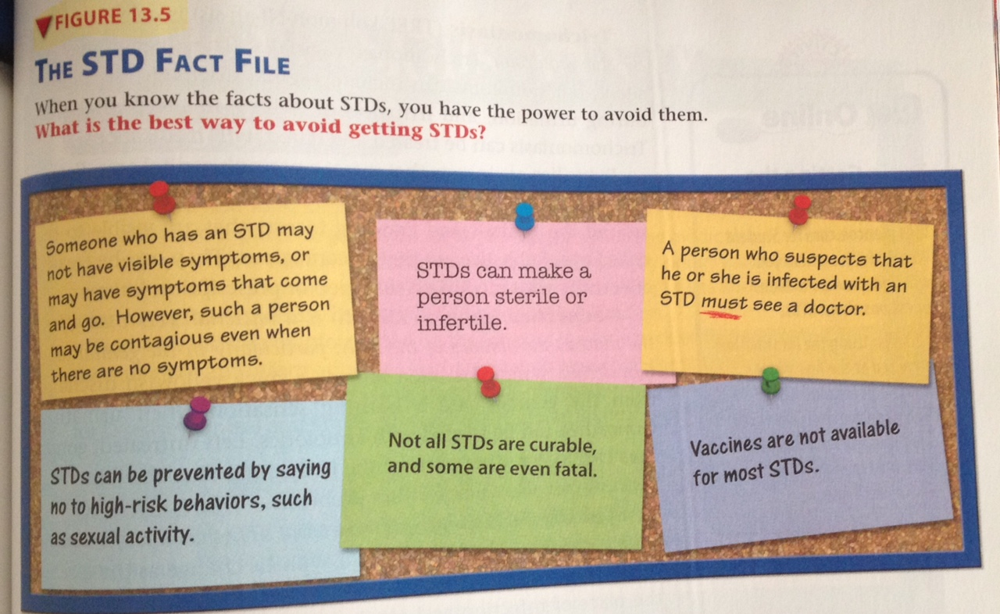 FIGURE 13.5
THE STD FACT FILE
When you know the facts about STDs, you have the power to avoid them.
What is the best way to avoid getting STDs?
Someone who has an STD may
not have visible symptoms, or
may have symptoms that come
and go. However, such a person
may be contagious even when
there are no symptoms.
STDs can make a
person sterile or
infertile.
A person who suspects that
he or she is infected with an
STD must see a doctor.
STDs can be prevented by saying
no to high-risk behaviors, such
as sexual activity.
Not all STDs are curable,
and some are even fatal.
Vaccines are not available
for most STDs.